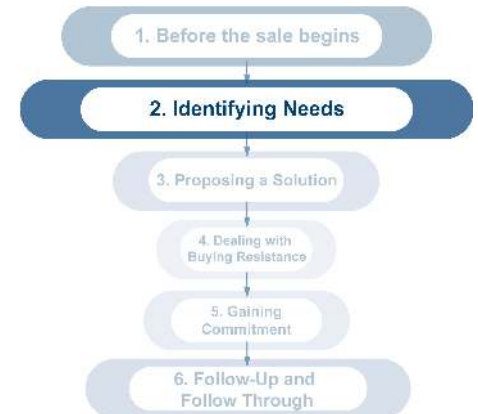 1. Before the sale begins
2. Identifying Needs
3. Proposing a Solution
4. Dealing with
Buying Resistance
5. Gaining
Commitment
6. Follow-Up and
Follow Through